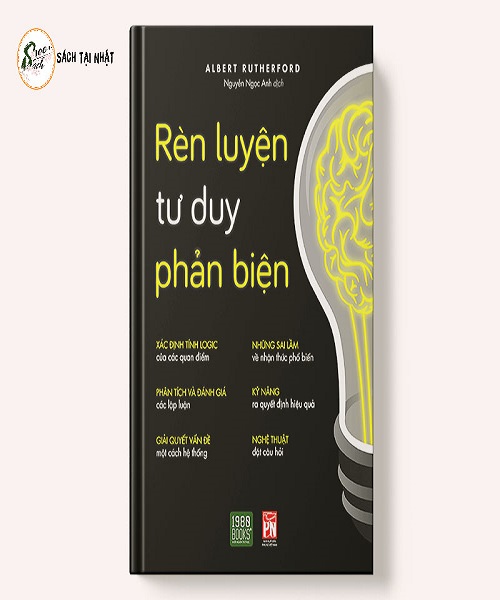 Sroo
Sách
SÁCH TẠI NHẬT
ALBERT RUTHERFORD
Nguyễn Ngọc Anh dịch
Rèn luyện
tư duy
phản biện
XÁC ĐỊNH TÍNH LOGIC
của các quan điểm
NHỮNG SAI LẦM
về nhận thức phổ biến
PHÂN TÍCH VÀ ĐÁNH GIÁ
các lập luận
KỸ NĂNG
ra quyết định hiệu quả
GIẢI QUYẾT VẤN ĐỀ
một cách hệ thống
NGHỆ THUẬT
đặt câu hỏi
1980
BOOKS
PN